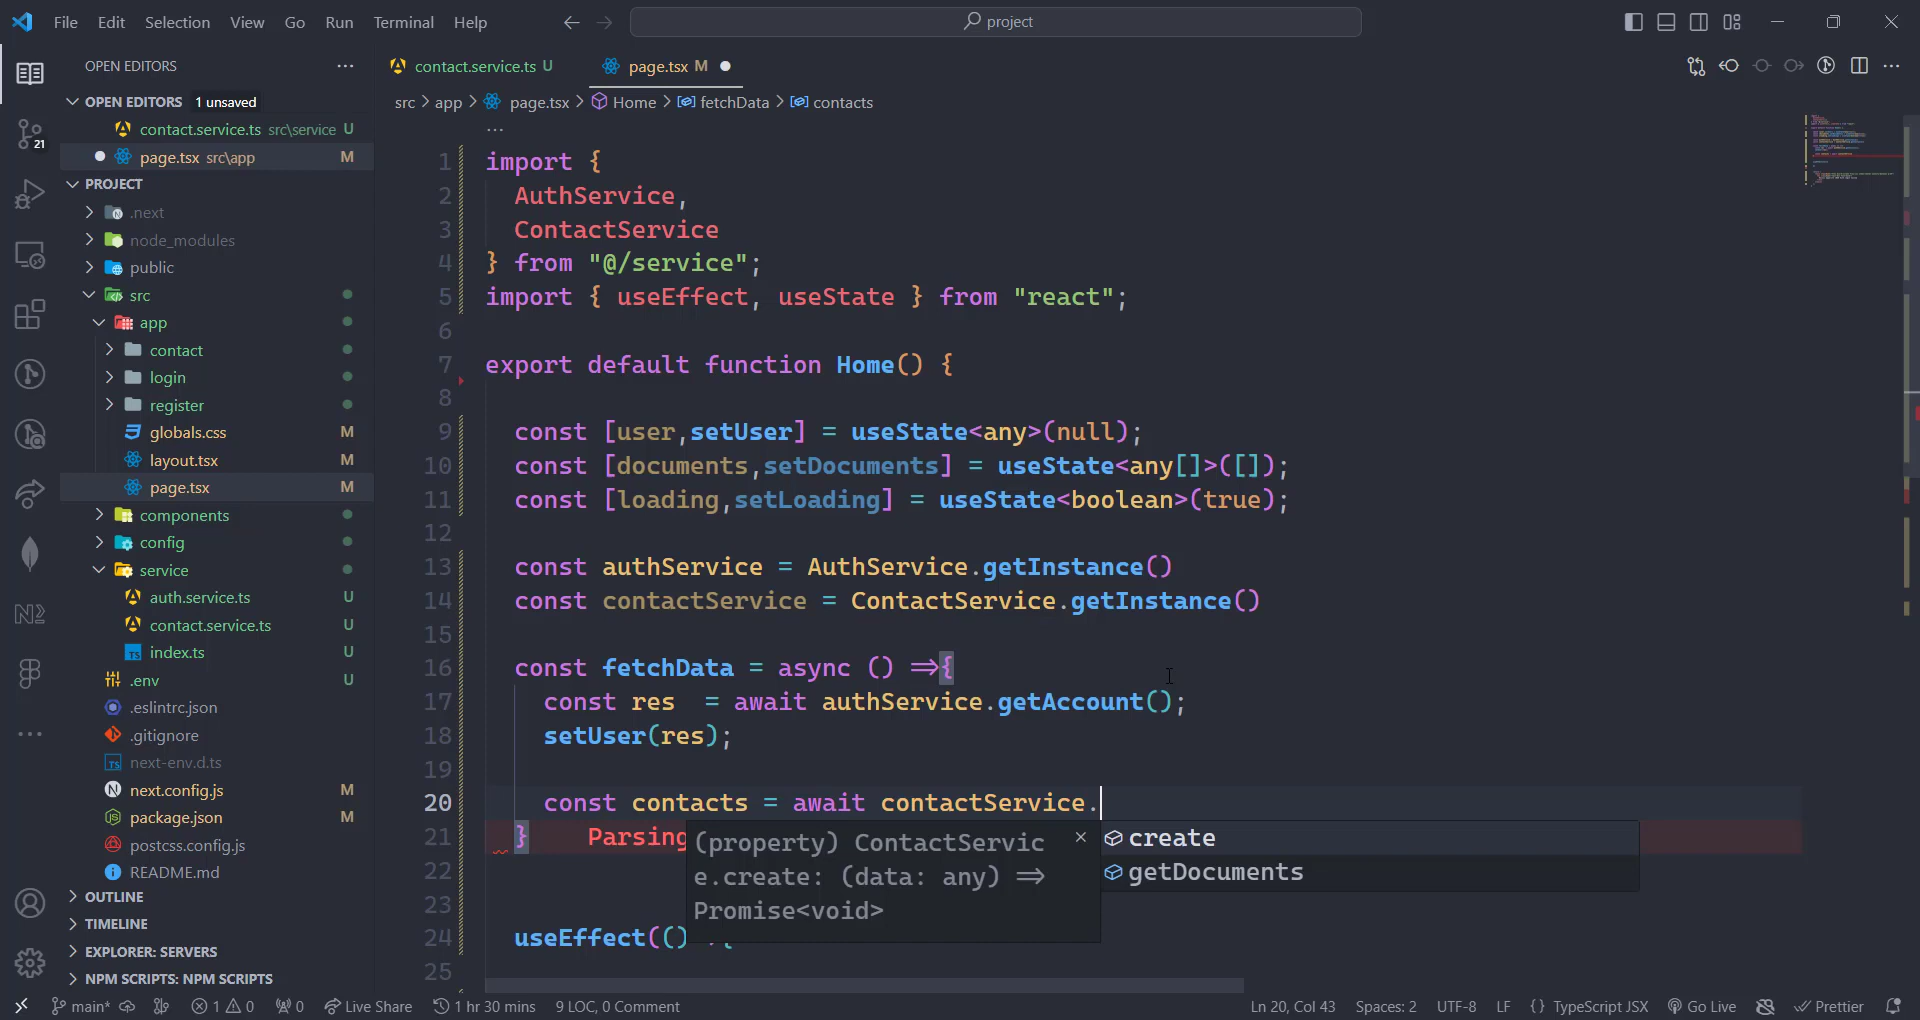 File Edit Selection View Go Run Terminal Help
project
OPEN EDITORS
contact.service.ts U
page.tsx M
OPEN EDITORS 1 unsaved
src > app > page.tsx > Home > fetchData > contacts
contact.service.ts src\service U
...
page.tsx src\app M
PROJECT
.next
node_modules
public
src
app
contact
login
register
globals.css M
layout.tsx M
page.tsx M
components
config
service
auth.service.ts U
contact.service.ts U
index.ts U
.env U
.eslintrc.json
.gitignore
next-env.d.ts
next.config.js M
package.json M
postcss.config.js
README.md
OUTLINE
TIMELINE
EXPLORER: SERVERS
NPM SCRIPTS: NPM SCRIPTS
21
1 import {
2 AuthService,
3 ContactService
4 } from "@/service";
5 import { useEffect, useState } from "react";
6
7 export default function Home() {
8
9 const [user,setUser] = useState<any>(null);
10 const [documents,setDocuments] = useState<any[]>([]);
11 const [loading,setLoading] = useState<boolean>(true);
12
13 const authService = AuthService.getInstance()
14 const contactService = ContactService.getInstance()
15
16 const fetchData = async () =>{
17 const res = await authService.getAccount();
18 setUser(res);
19
20 const contacts = await contactService.
21 } Parsing
22
23
24 useEffect(()
25
(property) ContactServic
e.create: (data: any) =>
Promise<void>
create
getDocuments
main* 1 0 0 Live Share 1 hr 30 mins 9 LOC, 0 Comment Ln 20, Col 43 Spaces: 2 UTF-8 LF {} TypeScript JSX Go Live Prettier